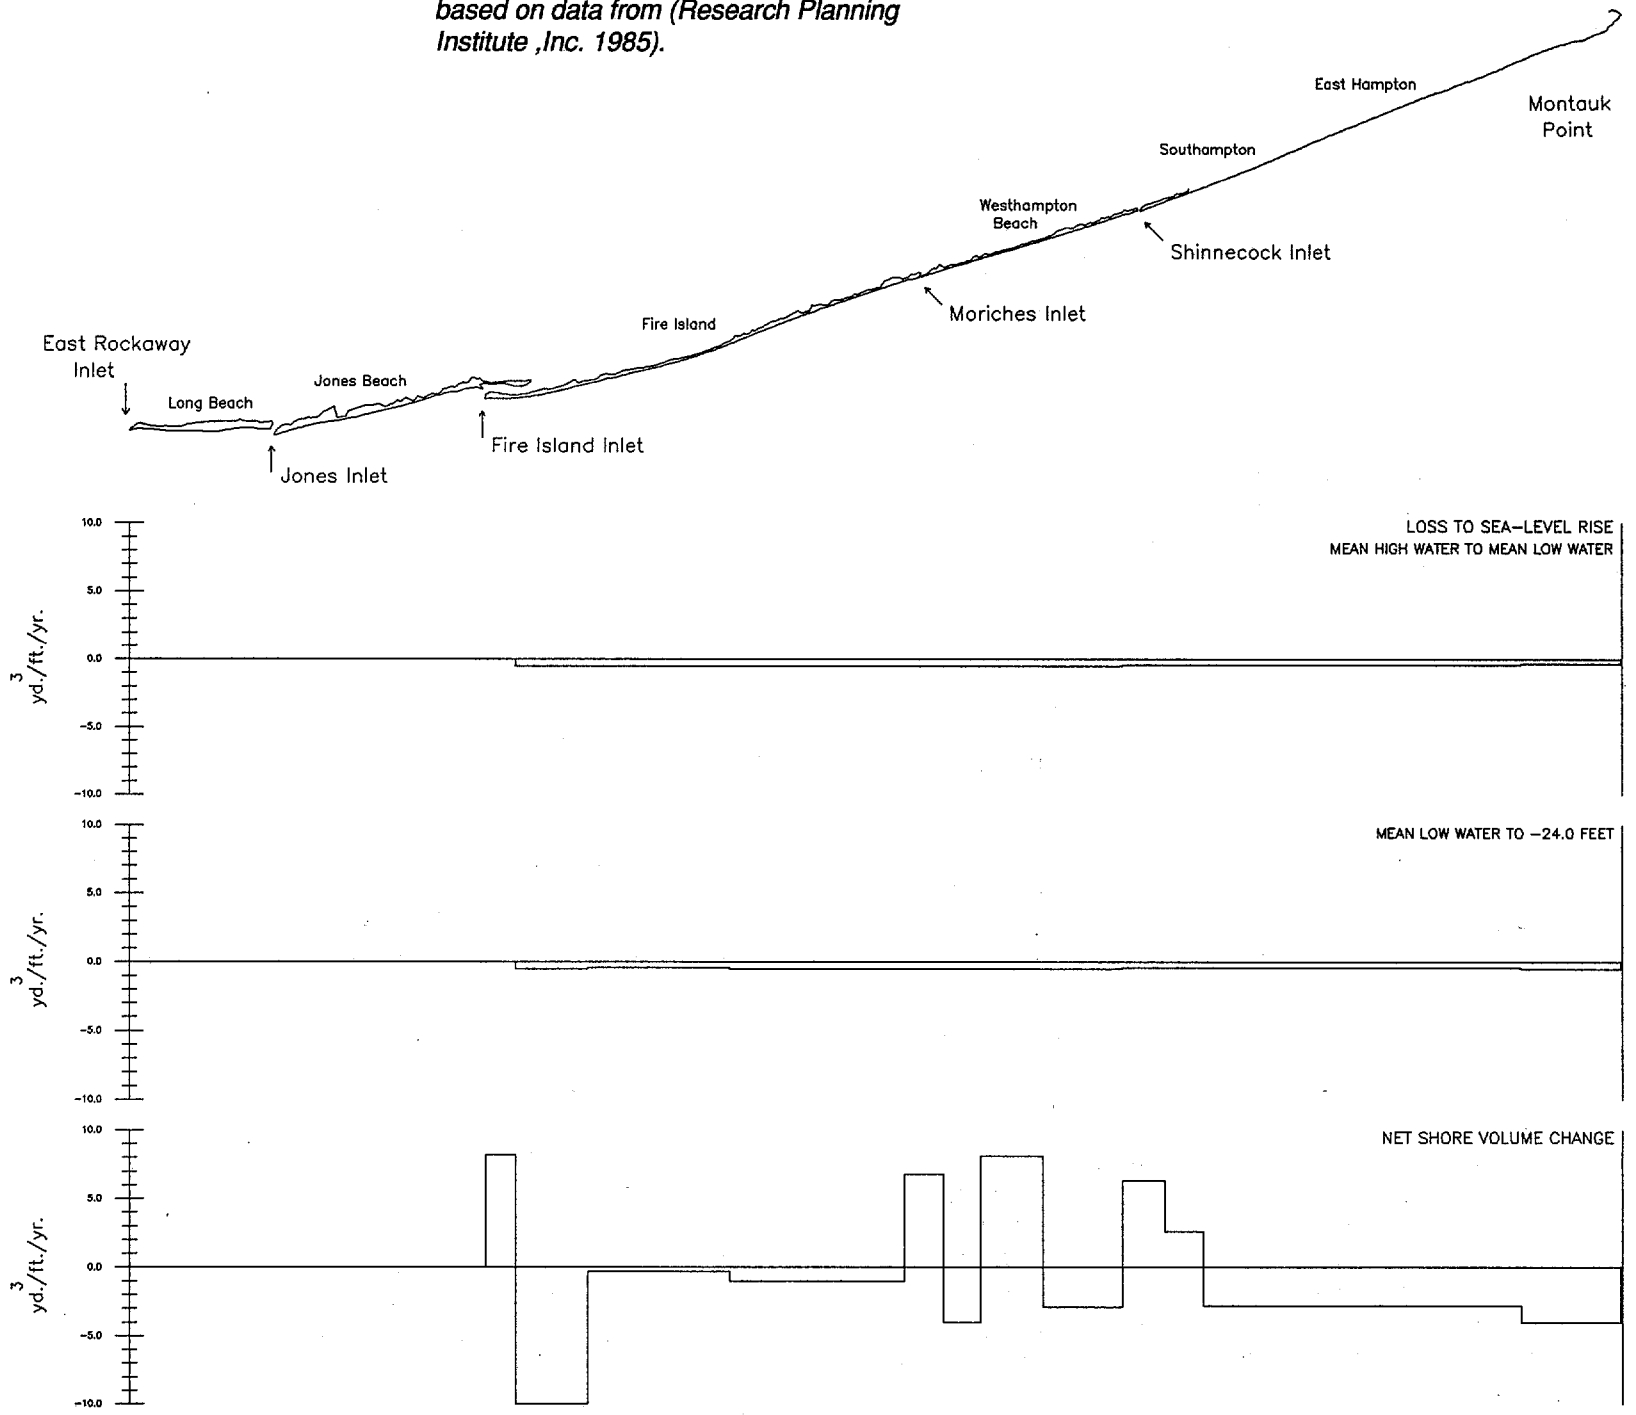 based on data from (Research Planning
Institute ,Inc. 1985).
East Hampton
Montauk
Point
Southampton
Westhampton
Beach
Shinnecock Inlet
Moriches Inlet
Fire Island
East Rockaway
Inlet
Jones Beach
Long Beach
Fire Island Inlet
Jones Inlet
10.0
5.0
0.0
-5.0
-10.0
yd.³/ft./yr.
LOSS TO SEA-LEVEL RISE
MEAN HIGH WATER TO MEAN LOW WATER
10.0
5.0
0.0
-5.0
-10.0
yd.³/ft./yr.
MEAN LOW WATER TO -24.0 FEET
10.0
5.0
0.0
-5.0
-10.0
yd.³/ft./yr.
NET SHORE VOLUME CHANGE